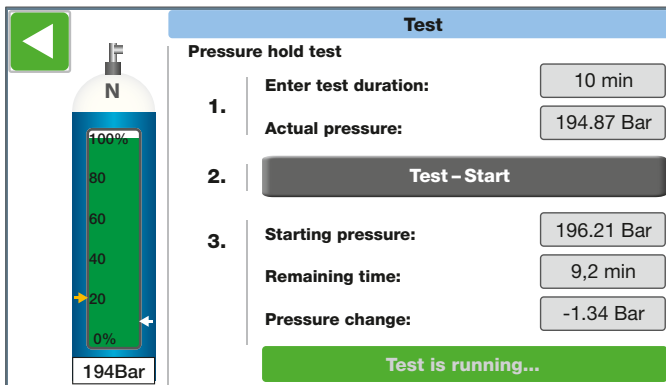 Test
Pressure hold test
N
1.
Enter test duration:
10 min
Actual pressure:
194.87 Bar
2.
Test – Start
3.
Starting pressure:
196.21 Bar
Remaining time:
9,2 min
Pressure change:
-1.34 Bar
Test is running...
100%
80
60
40
20
0%
194Bar